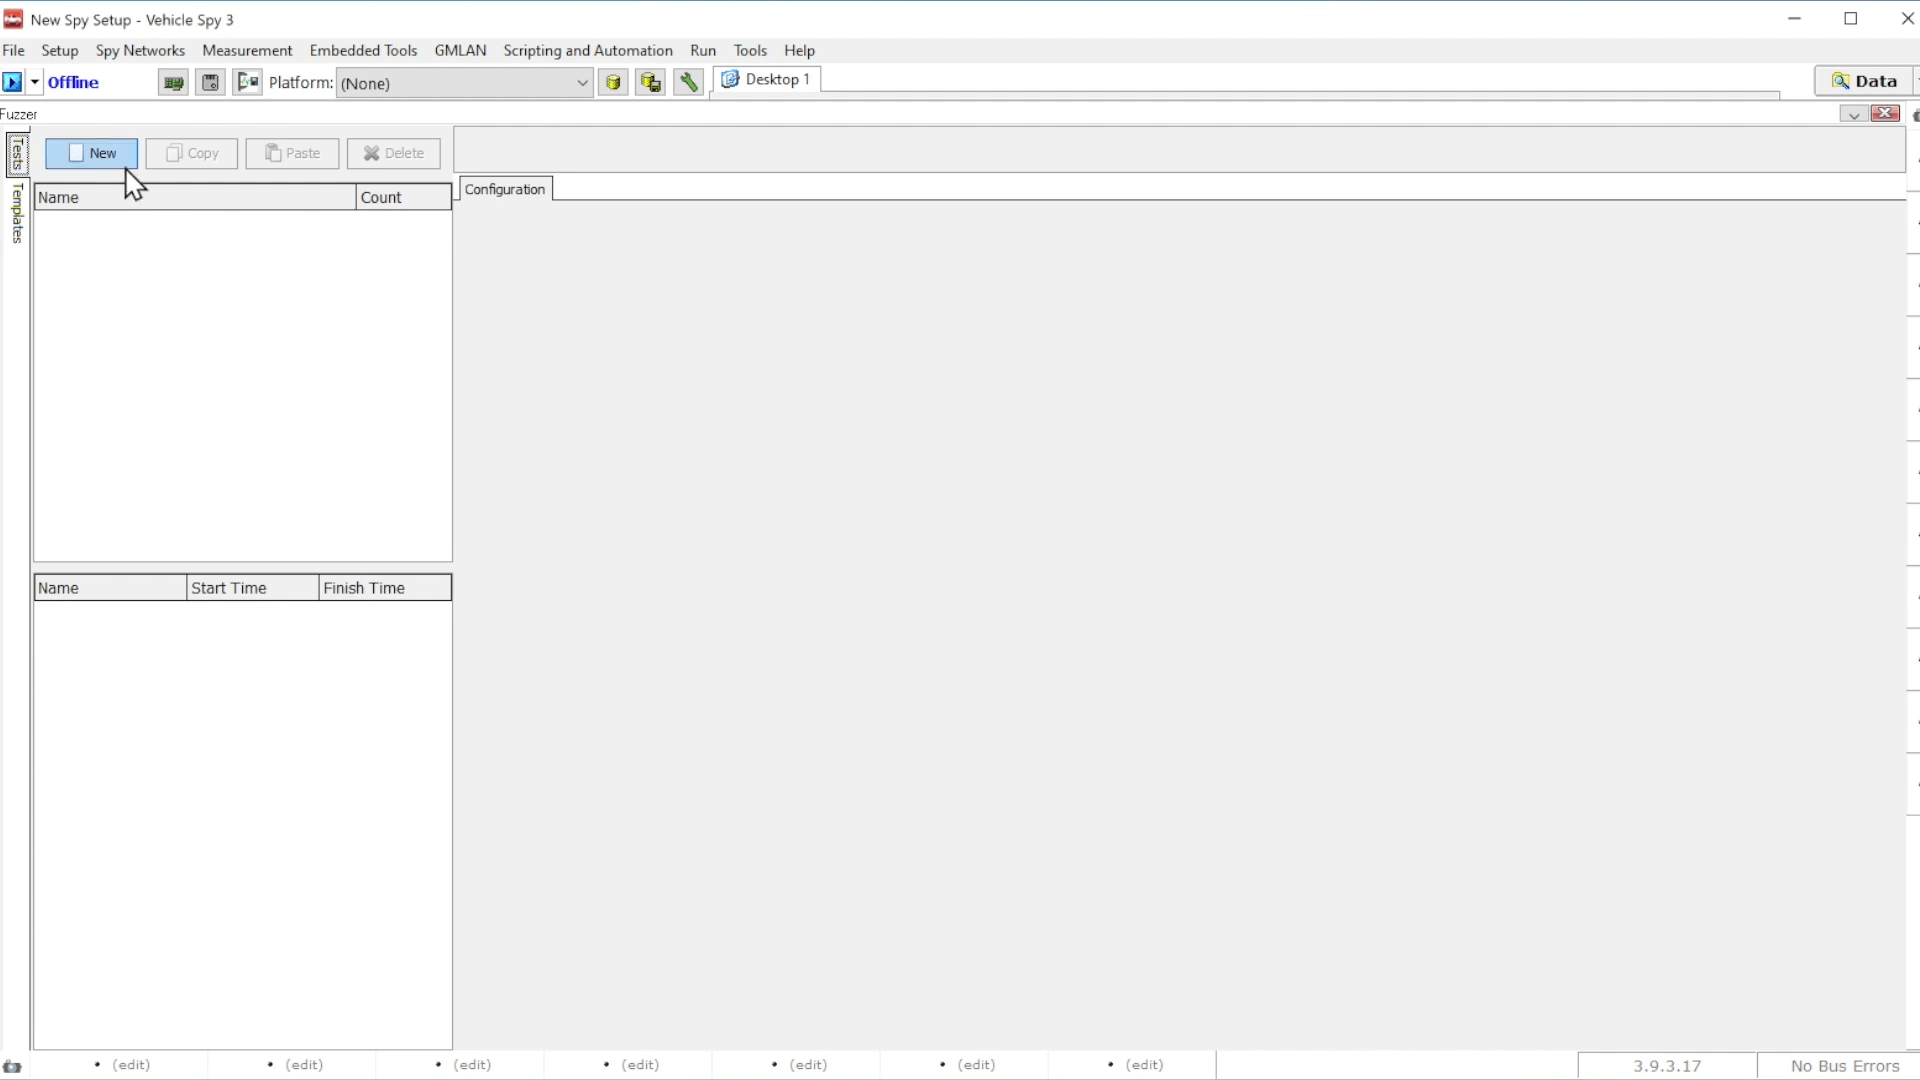 New Spy Setup - Vehicle Spy 3
File Setup Spy Networks Measurement Embedded Tools GMLAN Scripting and Automation Run Tools Help
Offline Platform: (None) Desktop 1 Data
Fuzzer
Tests
Templates
New Copy Paste Delete
Name Count
Configuration
Name Start Time Finish Time
(edit) (edit) (edit) (edit) (edit) (edit) (edit) 3.9.3.17 No Bus Errors